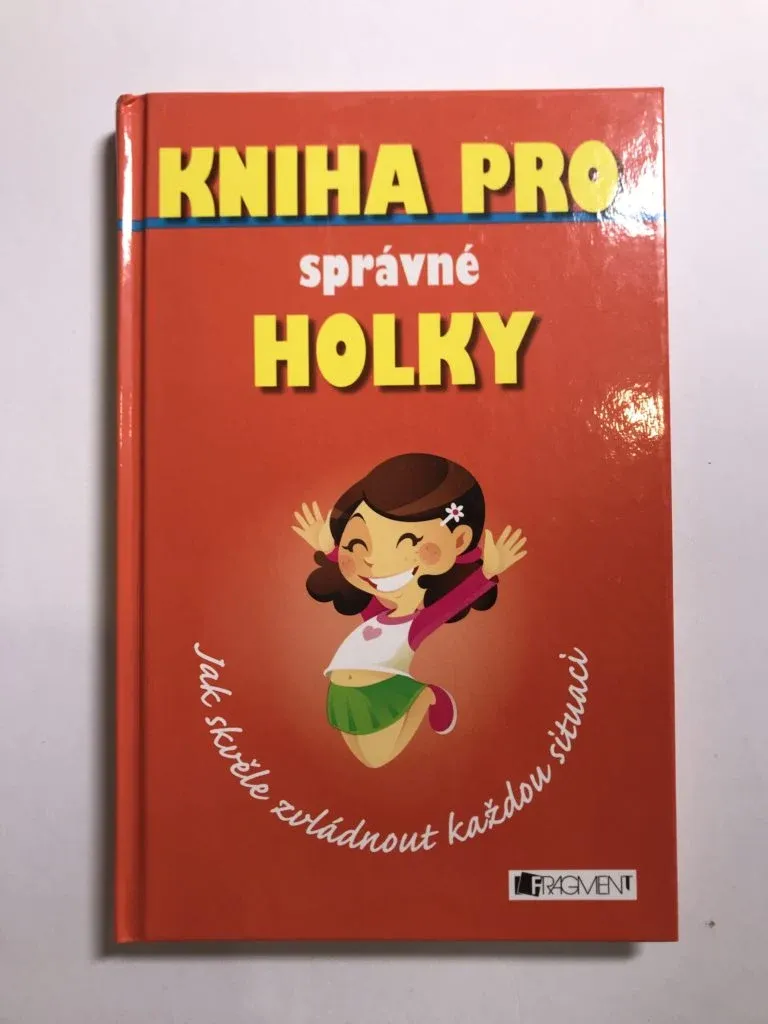 KNIHA PRO
správné
HOLKY
Jak skvěle zvládnout každou situaci
FRAGMENT